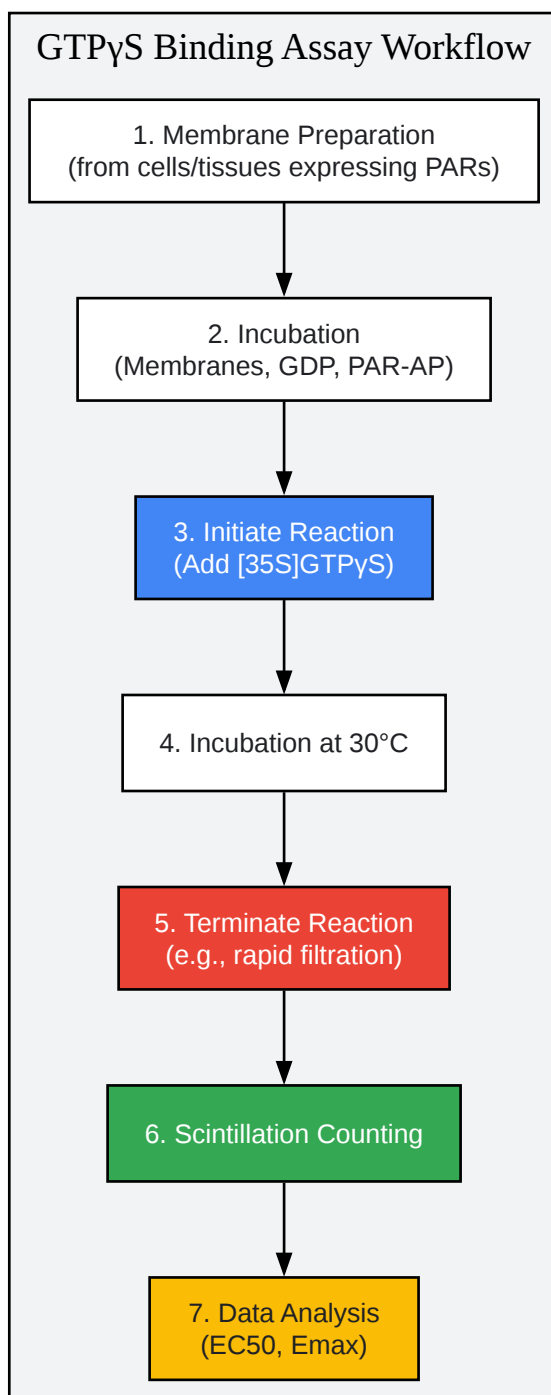 GTPγS Binding Assay Workflow
1. Membrane Preparation
(from cells/tissues expressing PARs)
2. Incubation
(Membranes, GDP, PAR-AP)
3. Initiate Reaction
(Add [35S]GTPγS)
4. Incubation at 30°C
5. Terminate Reaction
(e.g., rapid filtration)
6. Scintillation Counting
7. Data Analysis
(EC50, Emax)